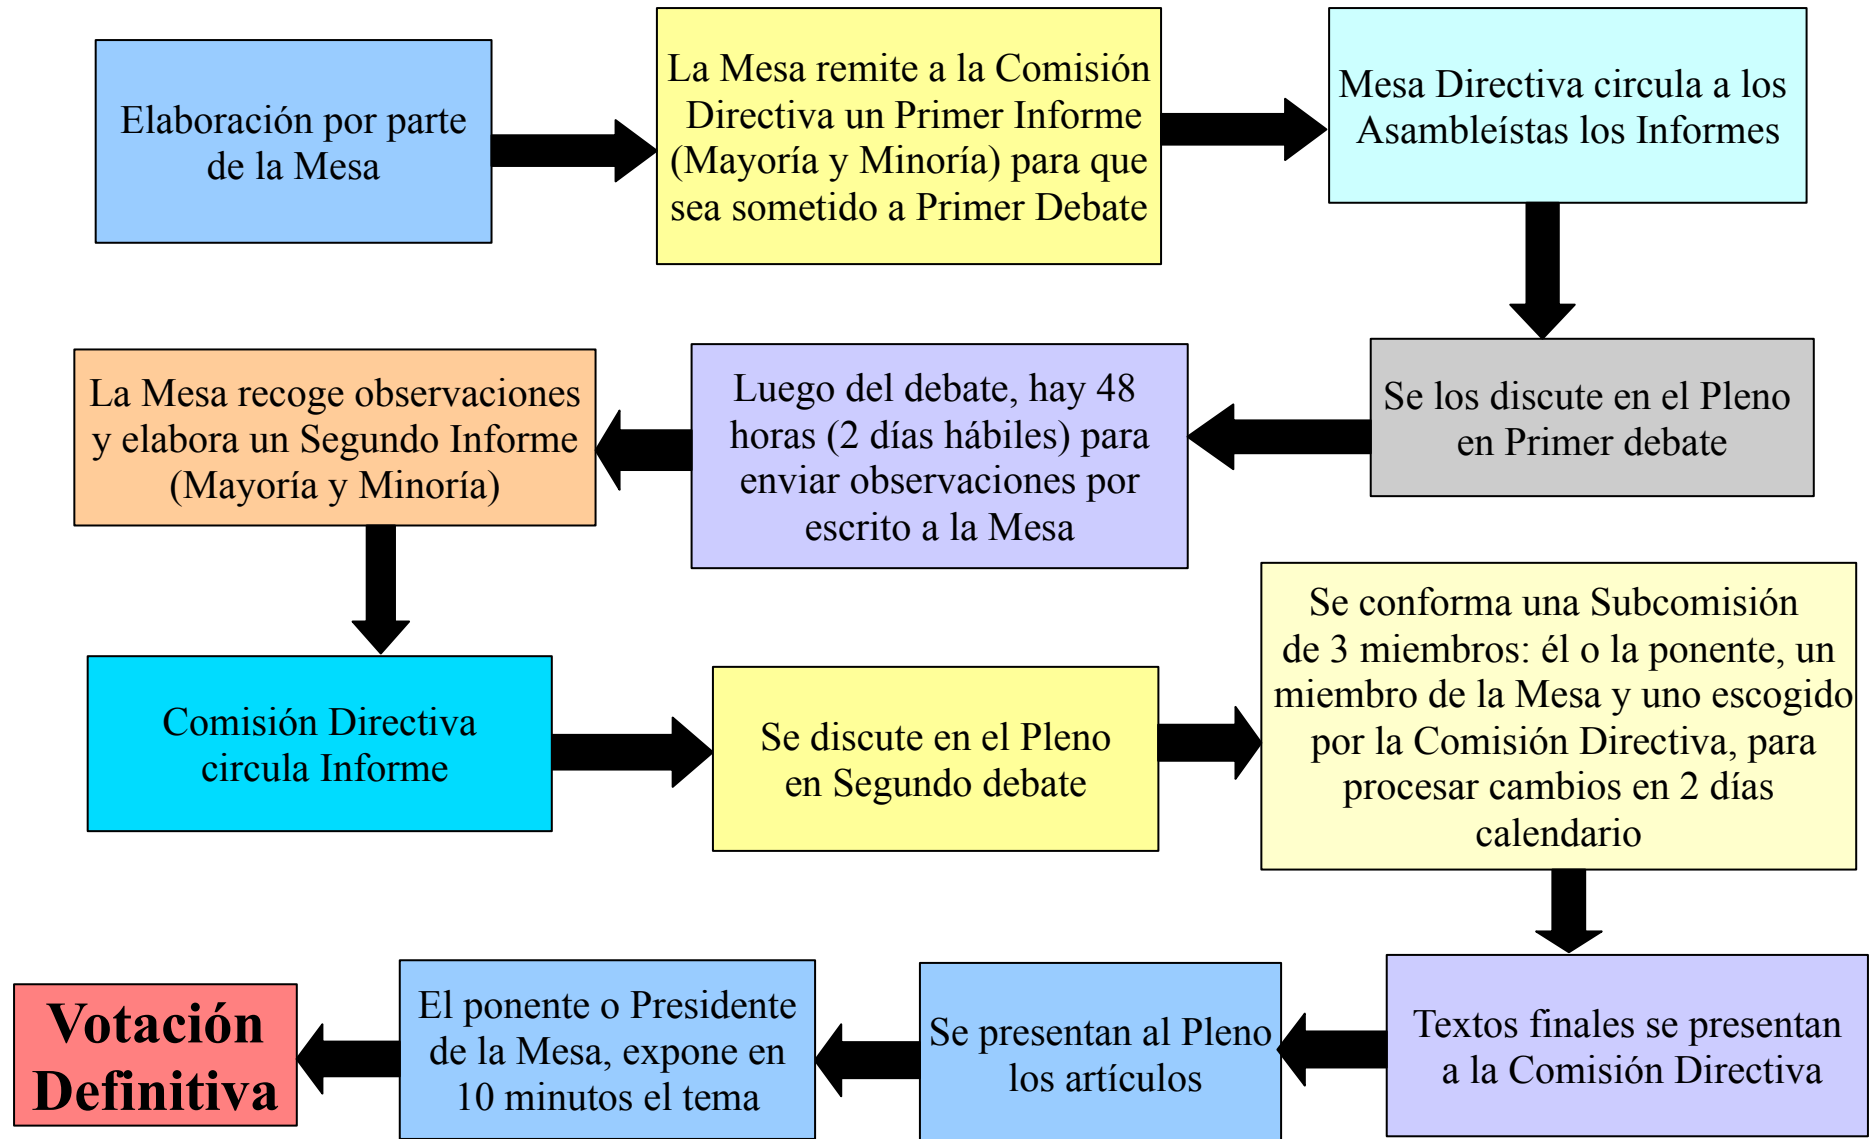 Elaboración por parte
de la Mesa
La Mesa remite a la Comisión
Directiva un Primer Informe
(Mayoría y Minoría) para que
sea sometido a Primer Debate
Mesa Directiva circula a los
Asambleístas los Informes
Se los discute en el Pleno
en Primer debate
Luego del debate, hay 48
horas (2 días hábiles) para
enviar observaciones por
escrito a la Mesa
La Mesa recoge observaciones
y elabora un Segundo Informe
(Mayoría y Minoría)
Comisión Directiva
circula Informe
Se discute en el Pleno
en Segundo debate
Se conforma una Subcomisión
de 3 miembros: él o la ponente, un
miembro de la Mesa y uno escogido
por la Comisión Directiva, para
procesar cambios en 2 días
calendario
Textos finales se presentan
a la Comisión Directiva
Se presentan al Pleno
los artículos
El ponente o Presidente
de la Mesa, expone en
10 minutos el tema
Votación
Definitiva